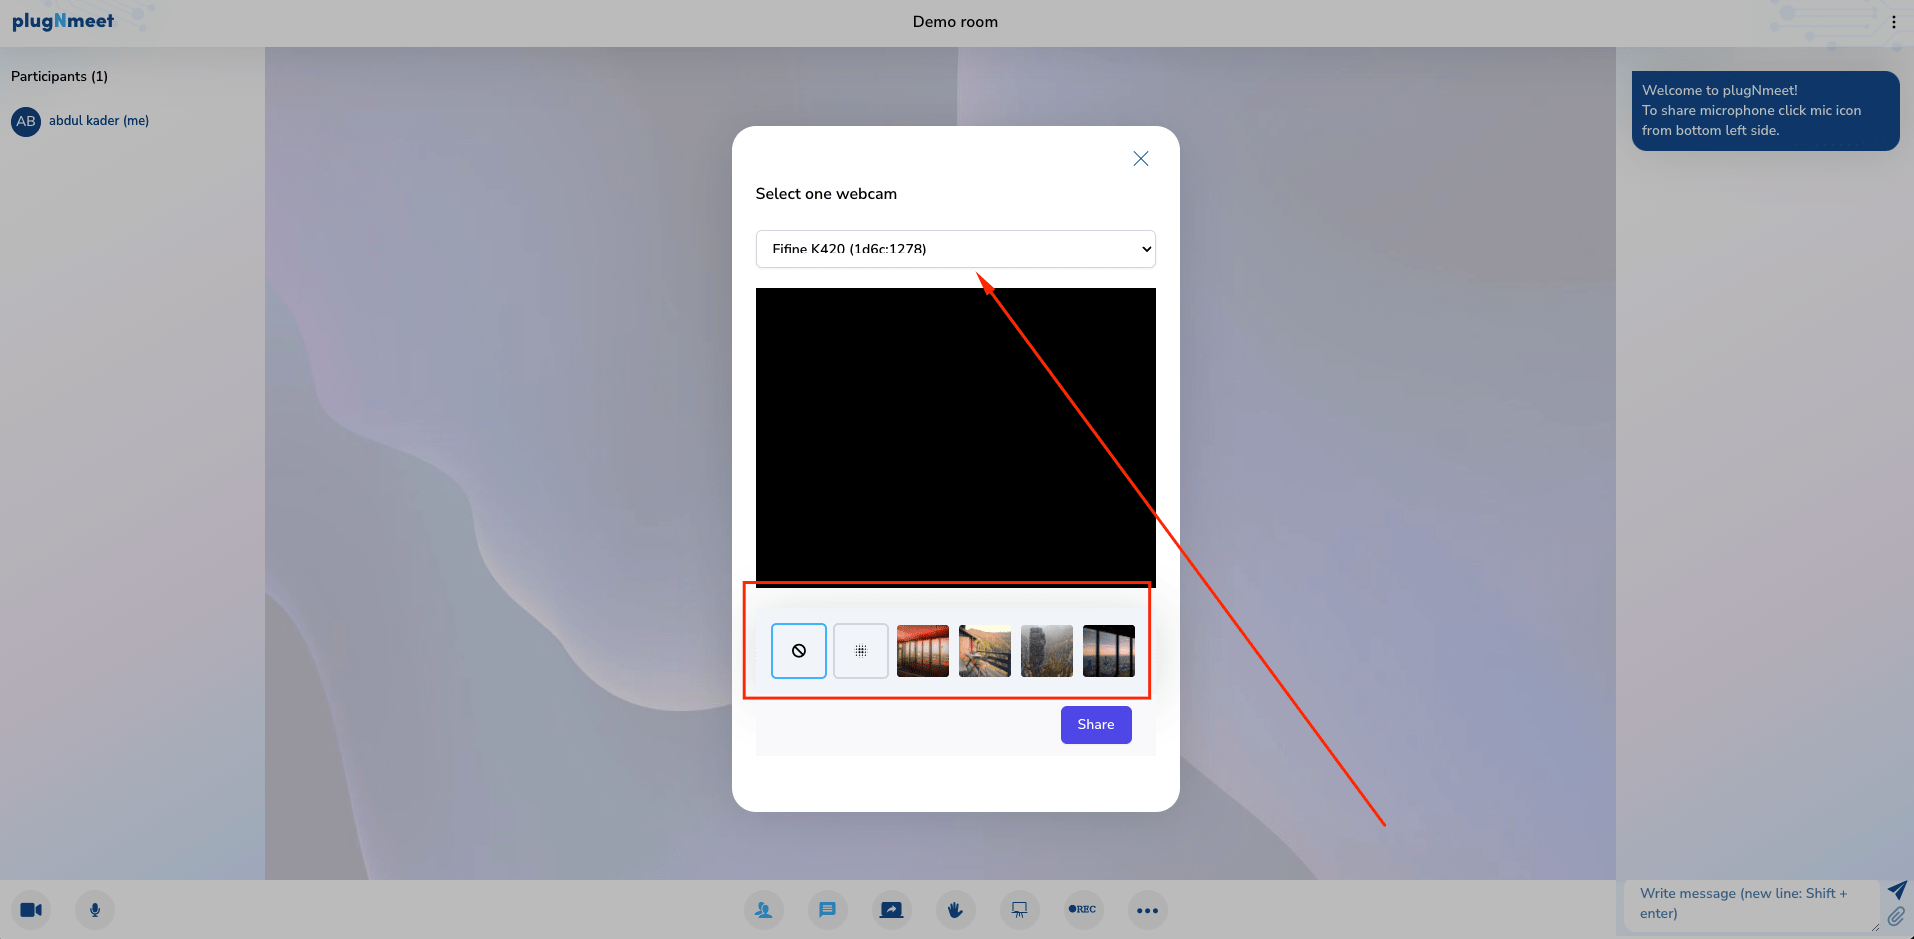 plugNmeet
Demo room
Participants (1)
AB
abdul kader (me)
Welcome to plugNmeet!
To share microphone click mic icon
from bottom left side.
Select one webcam
Fifine K420 (1d6c:1278)
Share
REC
Write message (new line: Shift +
enter)